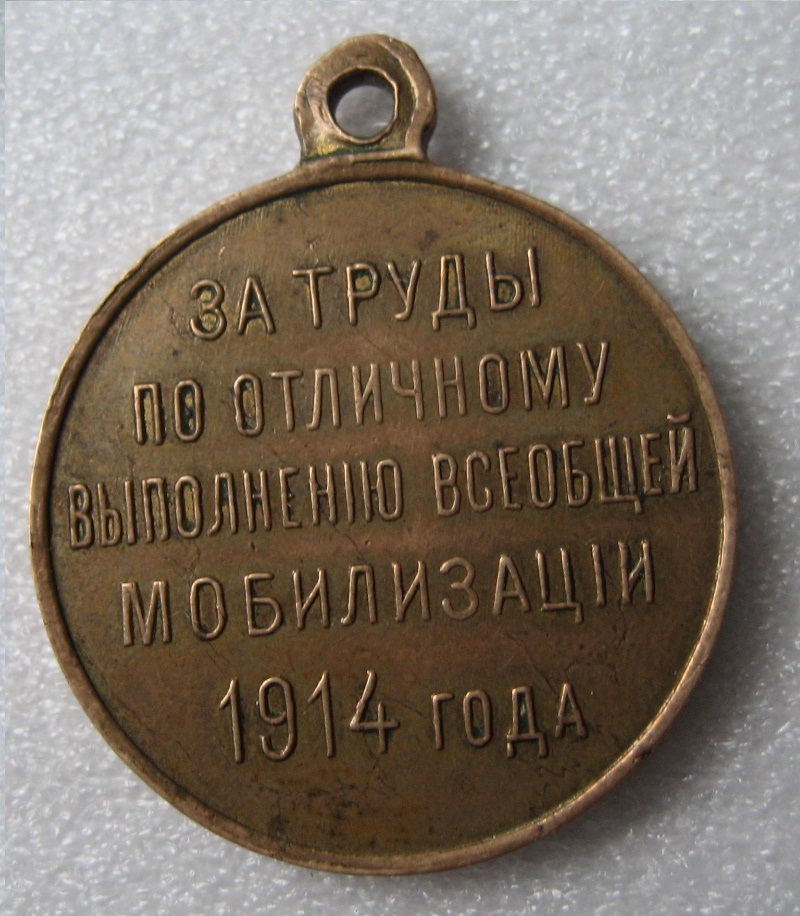 ЗА ТРУДЫ
ПО ОТЛИЧНОМУ
ВЫПОЛНЕНІЮ ВСЕОБЩЕЙ
МОБИЛИЗАЦІИ
1914 ГОДА